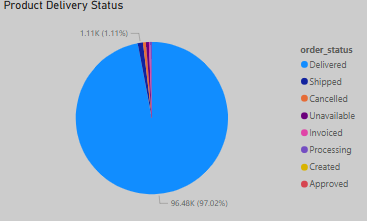 Product Delivery Status
1.11K (1.11%)
order_status
Delivered
Shipped
Cancelled
Unavailable
Invoiced
Processing
Created
Approved
96.48K (97.02%)